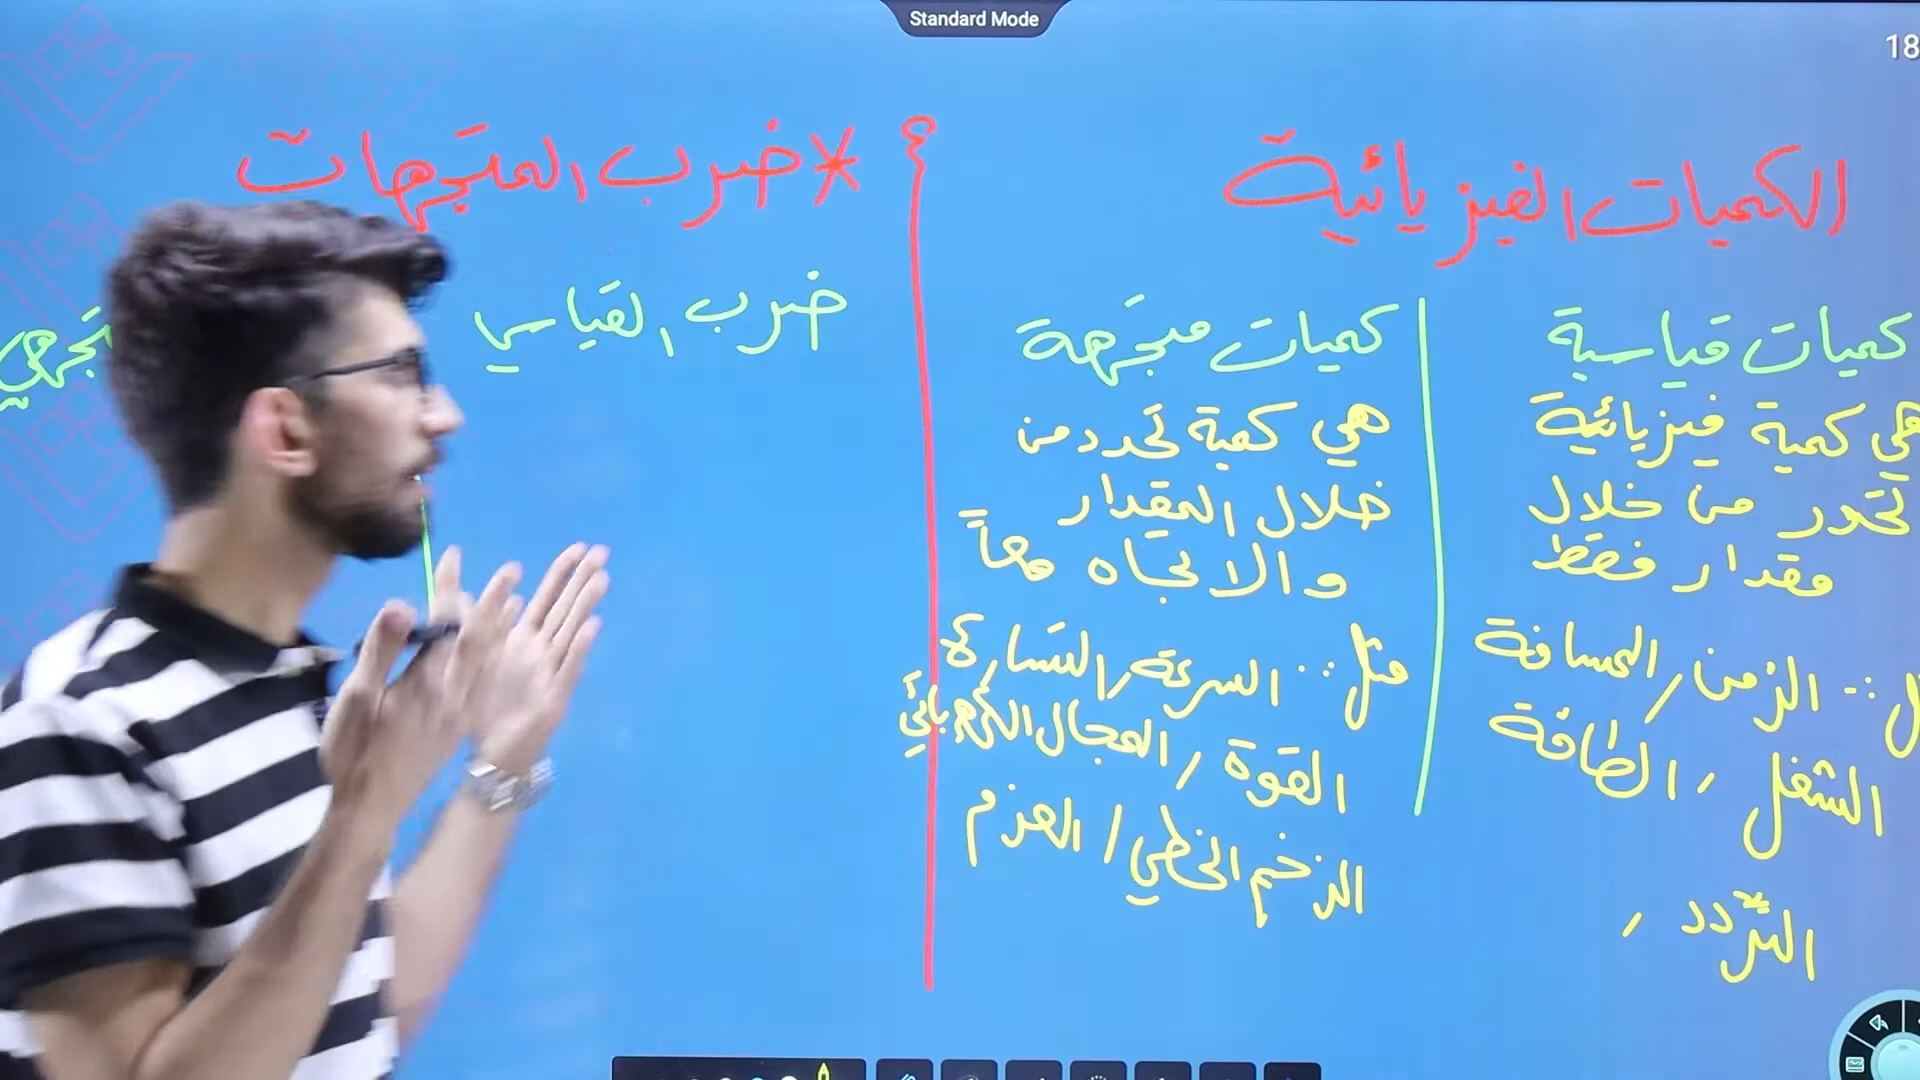 Standard Mode
18
الكميات الفيزيائية
كميات قياسية
هي كمية فيزيائية
تحدد من خلال
مقدار فقط
الزمن, المسافة
الشغل, الطاقة
التردد,
كميات متجهة
هي كمية تحدد من
خلال المقدار
والاتجاه معاً
مثل: السرعة, التسارع
القوة, المجال الكهربائي
الزخم الخطي / العزم
* ضرب المتجهات
ضرب القياسي